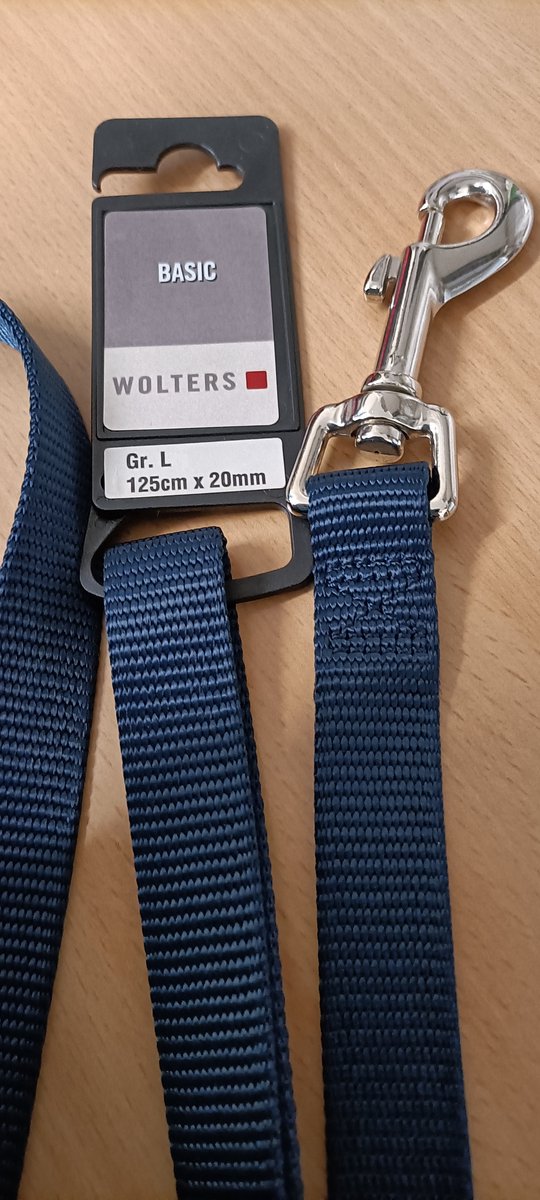 BASIC
WOLTERS
Gr. L
125cm x 20mm